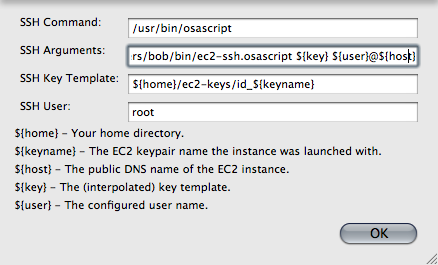 SSH Command: /usr/bin/osascript
SSH Arguments: rs/bob/bin/ec2-ssh.osascript ${key} ${user}@${host}
SSH Key Template: ${home}/ec2-keys/id_${keyname}
SSH User: root
${home} – Your home directory.
${keyname} – The EC2 keypair name the instance was launched with.
${host} – The public DNS name of the EC2 instance.
${key} – The (interpolated) key template.
${user} – The configured user name.
OK